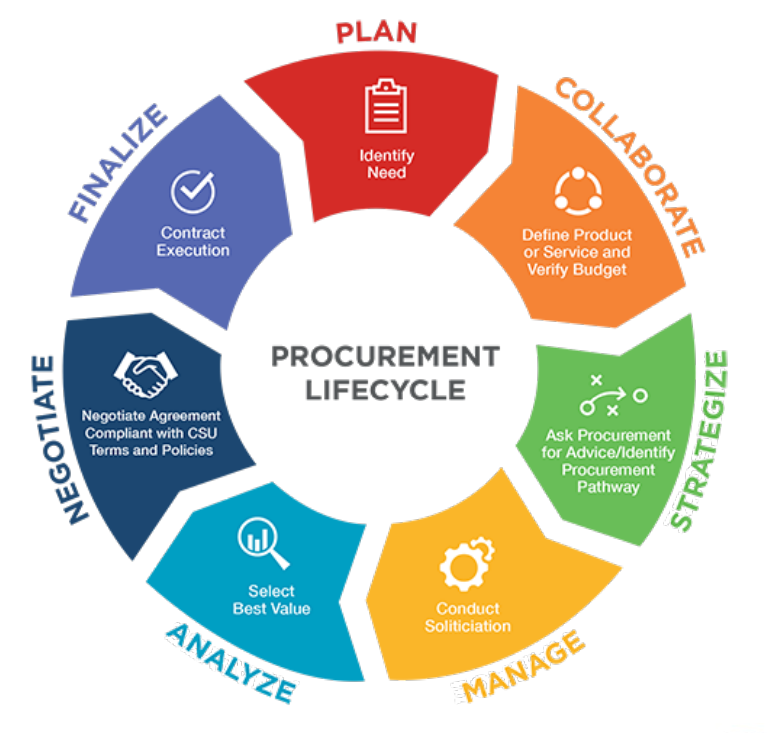 PLAN
Identify
Need
COLLABORATE
Define Product
or Service and
Verify Budget
STRATEGIZE
Ask Procurement
for Advice/Identify
Procurement
Pathway
MANAGE
Conduct
Soliticiation
ANALYZE
Select
Best Value
NEGOTIATE
Negotiate Agreement
Compliant with CSU
Terms and Policies
FINALIZE
Contract
Execution
PROCUREMENT
LIFECYCLE